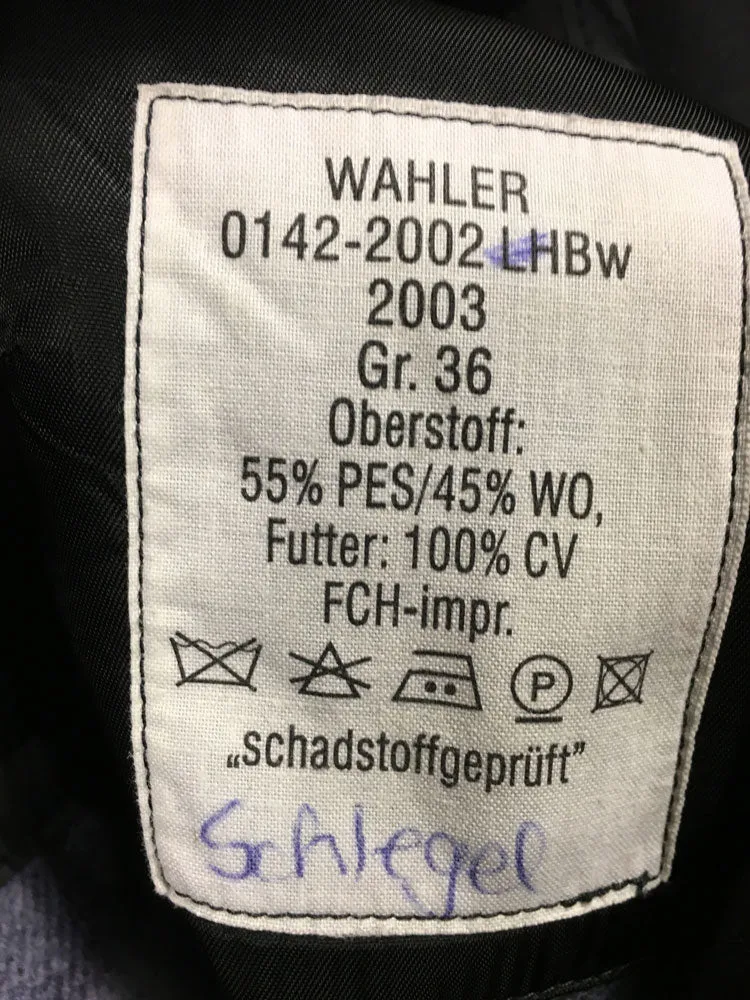 WAHLER
0142-2002 LHBw
2003
Gr. 36
Oberstoff:
55% PES/45% WO,
Futter: 100% CV
FCH-impr.
P
„schadstoffgeprüft”
Schlegel